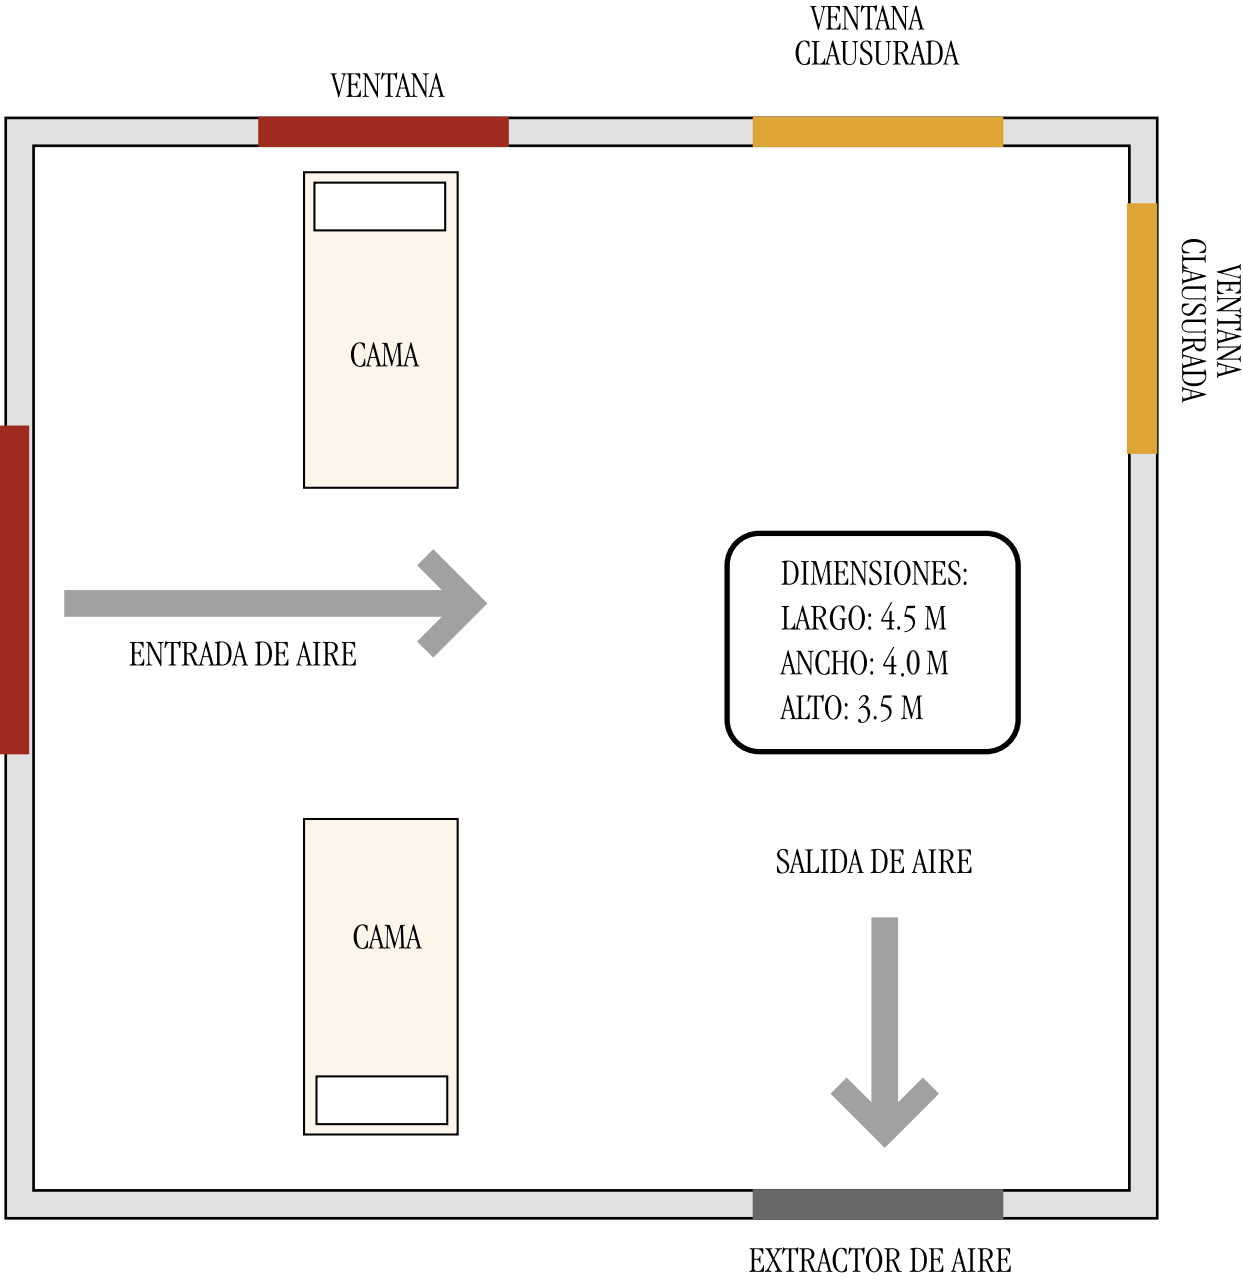 VENTANA
CLAUSURADA
VENTANA
VENTANA
CLAUSURADA
CAMA
DIMENSIONES:
LARGO: 4.5 M
ANCHO: 4.0 M
ALTO: 3.5 M
ENTRADA DE AIRE
SALIDA DE AIRE
CAMA
EXTRACTOR DE AIRE